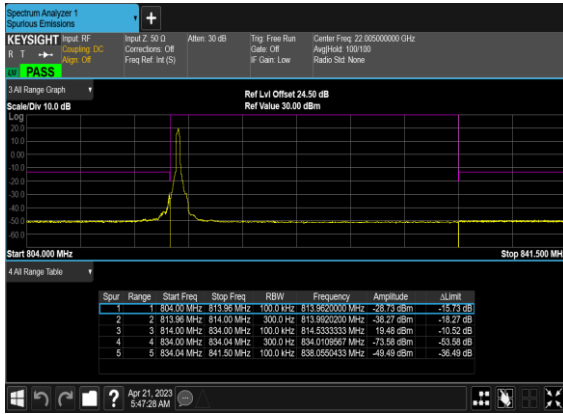 Spectrum Analyzer 1
Spurious Emissions
KEYSIGHT
R T
PASS
Input: RF
Coupling: DC
Align: Off
Input Z: 50 Ω
Corrections: Off
Freq Ref: Int (S)
Atten: 30 dB
Trig: Free Run
Gate: Off
IF Gain: Low
Center Freq: 22.005000000 GHz
Avg|Hold: 100/100
Radio Std: None
3 All Range Graph
Scale/Div 10.0 dB
Ref Lvl Offset 24.50 dB
Ref Value 30.00 dBm
Log
20.0
10.0
0.00
-10.0
-20.0
-30.0
-40.0
-50.0
-60.0
Start 804.000 MHz
Stop 841.500 MHz
4 All Range Table
Spur Range Start Freq Stop Freq RBW Frequency Amplitude ΔLimit
1 1 804.00 MHz 813.96 MHz 100.0 kHz 813.9620000 MHz -28.73 dBm -15.73 dB
2 2 813.96 MHz 814.00 MHz 300.0 Hz 813.9920200 MHz -38.27 dBm -18.27 dB
3 3 814.00 MHz 834.00 MHz 100.0 kHz 814.5333333 MHz 19.48 dBm -10.52 dB
4 4 834.00 MHz 834.04 MHz 300.0 Hz 834.0109567 MHz -73.58 dBm -53.58 dB
5 5 834.04 MHz 841.50 MHz 100.0 kHz 838.0550433 MHz -49.49 dBm -36.49 dB
?
Apr 21, 2023
5:47:28 AM